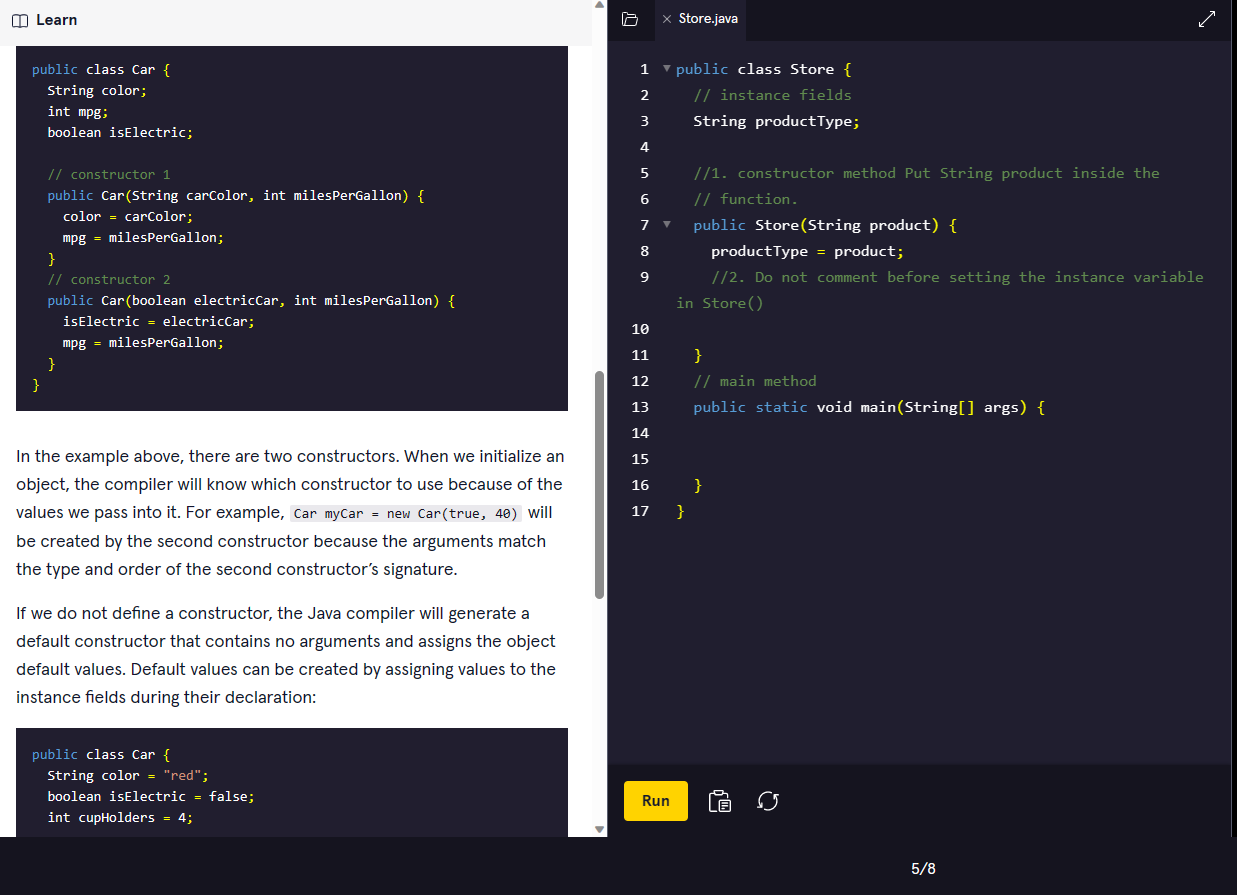 Learn
public class Car {
String color;
int mpg;
boolean isElectric;
// constructor 1
public Car(String carColor, int milesPerGallon) {
color = carColor;
mpg = milesPerGallon;
}
// constructor 2
public Car(boolean electricCar, int milesPerGallon) {
isElectric = electricCar;
mpg = milesPerGallon;
}
}
In the example above, there are two constructors. When we initialize an
object, the compiler will know which constructor to use because of the
values we pass into it. For example, Car myCar = new Car(true, 40) will
be created by the second constructor because the arguments match
the type and order of the second constructor’s signature.
If we do not define a constructor, the Java compiler will generate a
default constructor that contains no arguments and assigns the object
default values. Default values can be created by assigning values to the
instance fields during their declaration:
public class Car {
String color = "red";
boolean isElectric = false;
int cupHolders = 4;
× Store.java
1 public class Store {
2 // instance fields
3 String productType;
4
5 //1. constructor method Put String product inside the
6 // function.
7 public Store(String product) {
8 productType = product;
9 //2. Do not comment before setting the instance variable
in Store()
10
11 }
12 // main method
13 public static void main(String[] args) {
14
15
16 }
17 }
Run
5/8